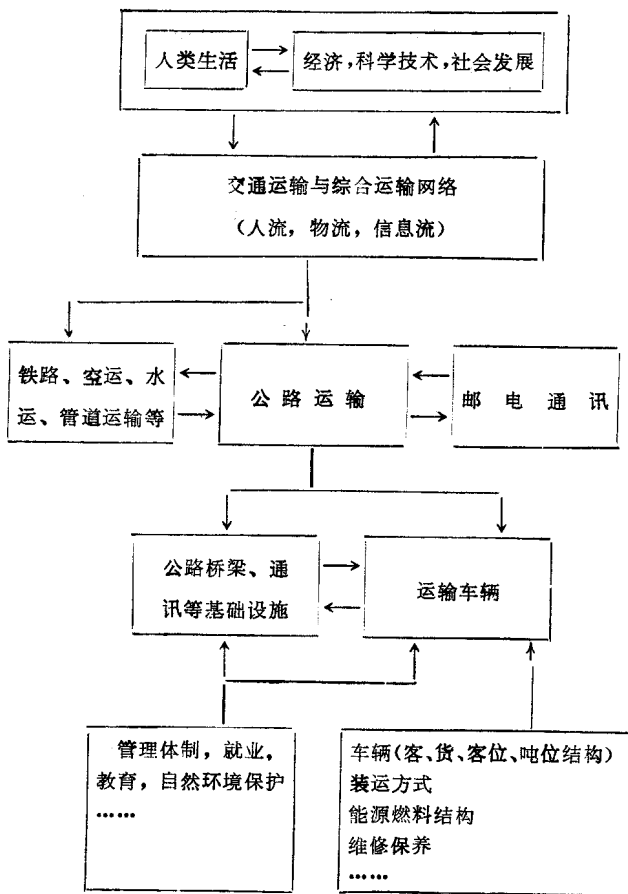 人类生活
经济，科学技术，社会发展
交通运输与综合运输网络
（人流，物流，信息流）
铁路、空运、水
运、管道运输等
公路运输
邮电通讯
公路桥梁、通
讯等基础设施
运输车辆
管理体制，就业，
教育，自然环境保护
……
车辆（客、货、客位、吨位结构）
装运方式
能源燃料结构
维修保养
……